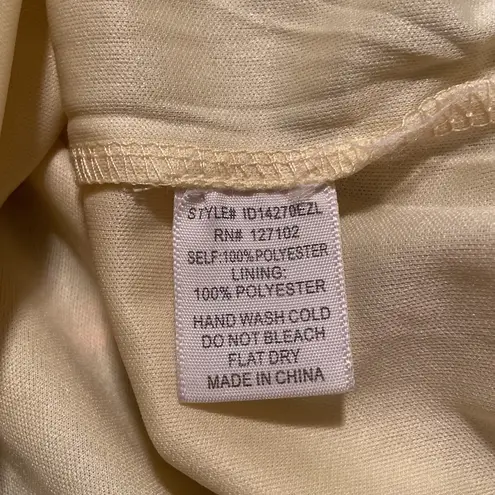 STYLE# ID14270EZL
RN# 127102
SELF:100%POLYESTER
LINING:
100% POLYESTER
HAND WASH COLD
DO NOT BLEACH
FLAT DRY
MADE IN CHINA